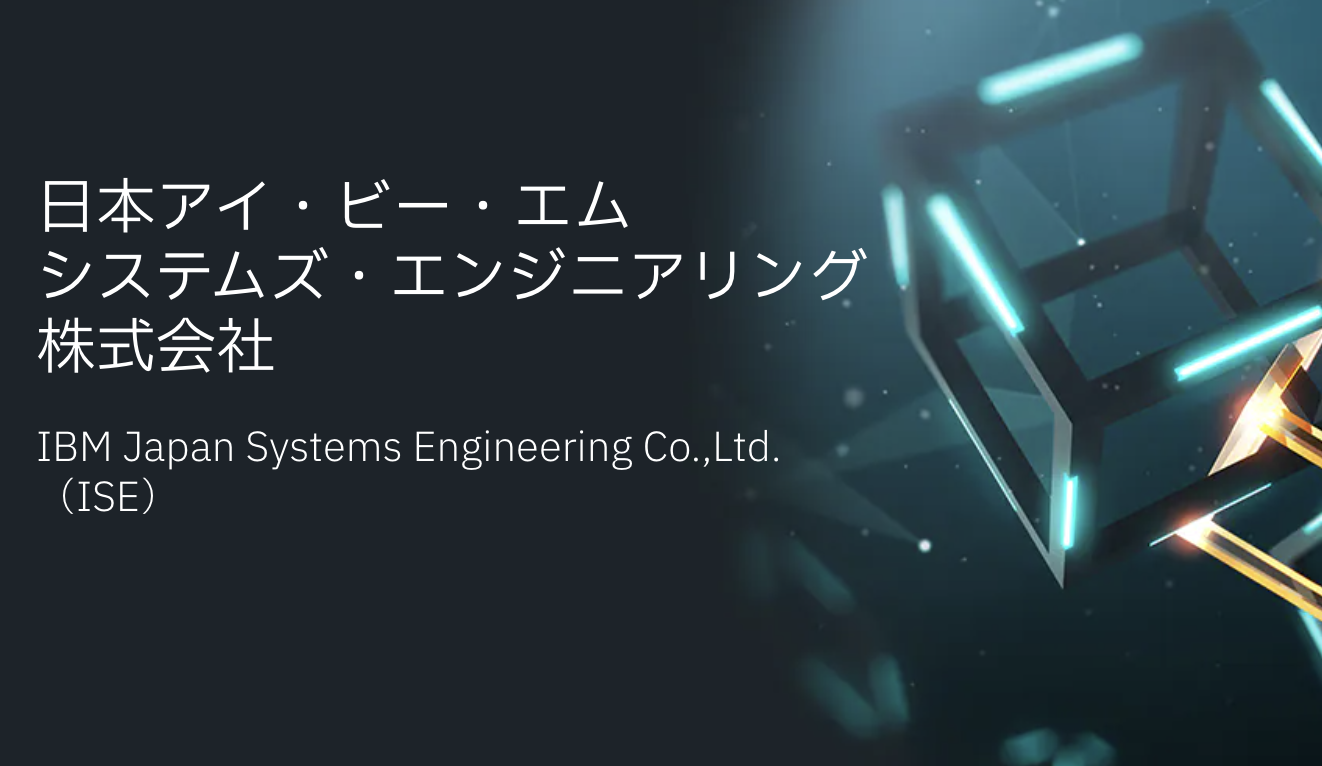 日本アイ・ビー・エム
システムズ・エンジニアリング
株式会社
IBM Japan Systems Engineering Co.,Ltd.
（ISE）